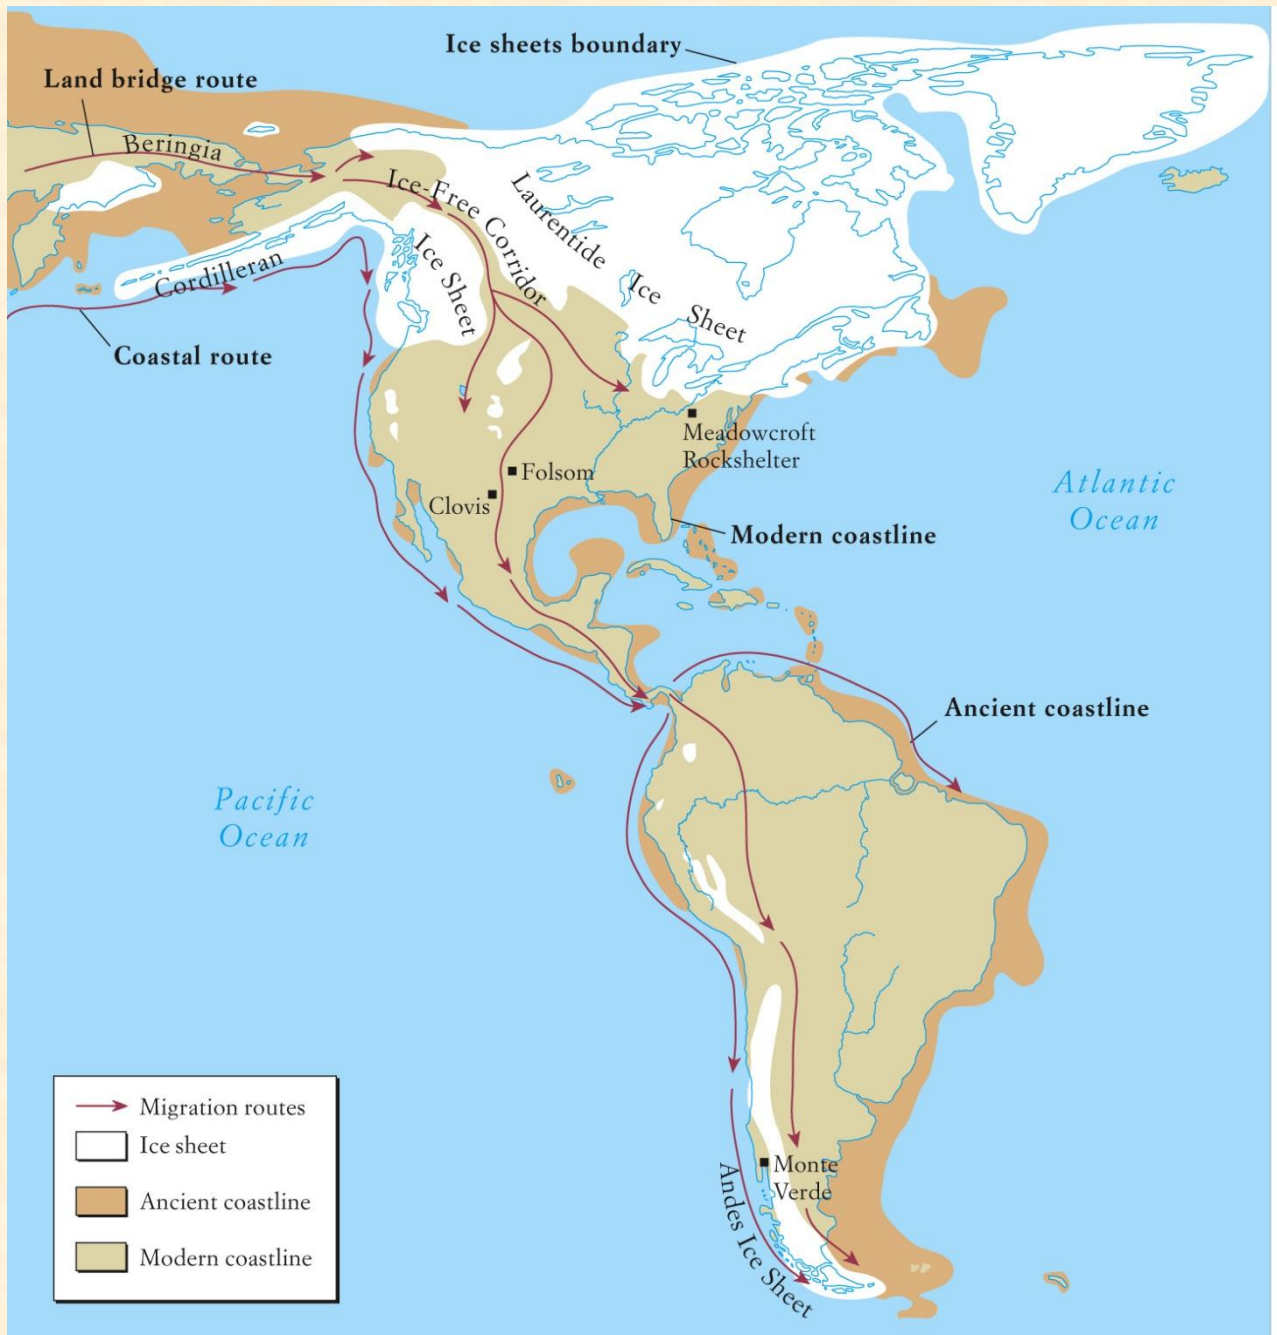 Ice sheets boundary
Land bridge route
Beringia
Ice-Free Corridor
Laurentide Ice Sheet
Cordilleran
Ice Sheet
Coastal route
Meadowcroft
Rockshelter
Folsom
Clovis
Atlantic
Ocean
Modern coastline
Ancient coastline
Pacific
Ocean
Migration routes
Ice sheet
Ancient coastline
Modern coastline
Monte
Verde
Andes Ice Sheet